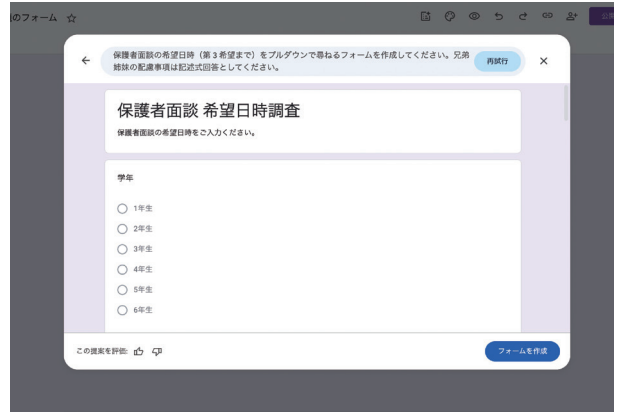 のフォーム
保護者面談の希望日時（第３希望まで）をプルダウンで尋ねるフォームを作成してください。兄弟
姉妹の配慮事項は記述式回答としてください。
再試行
保護者面談 希望日時調査
保護者面談の希望日時をご入力ください。
学年
1年生
2年生
3年生
4年生
5年生
6年生
この提案を評価:
フォームを作成